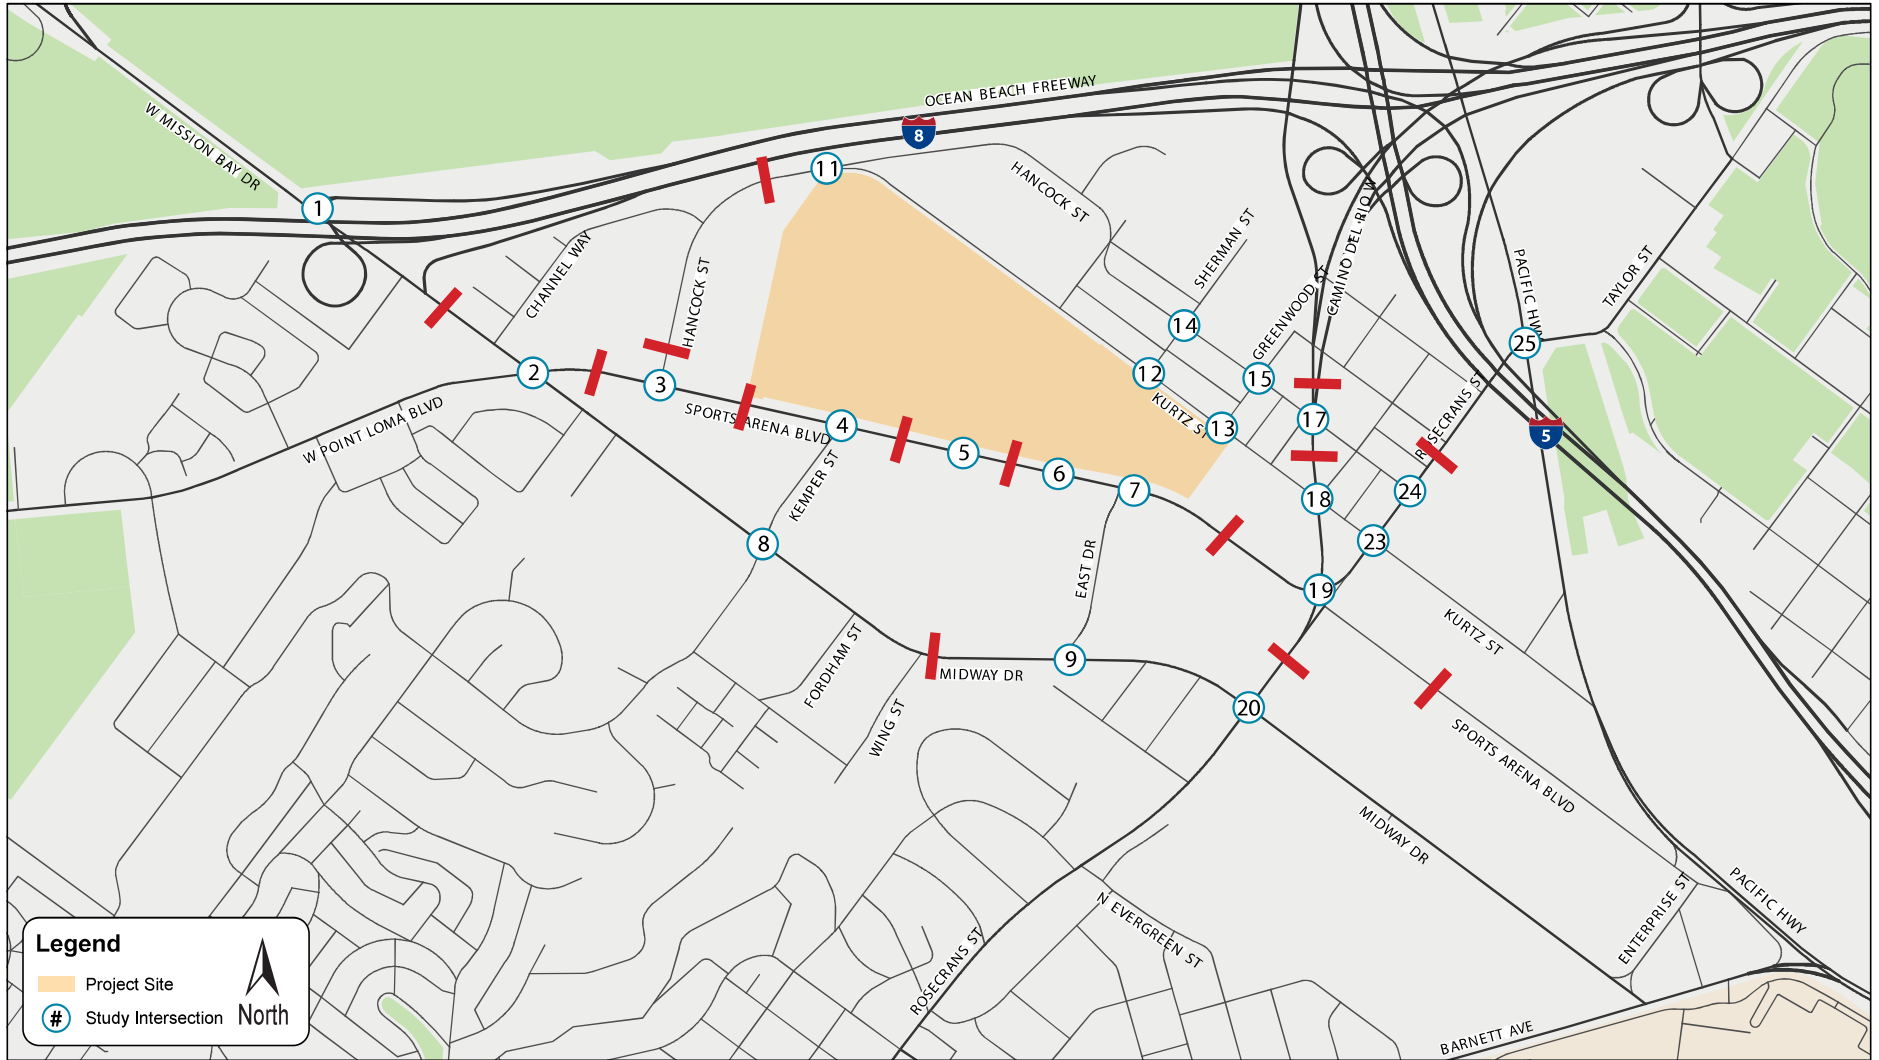 OCEAN BEACH FREEWAY
8
W MISSION BAY DR
11
HANCOCK ST
1
SHERMAN ST
CAMINO DEL RIO W
CHANNEL WAY
HANCOCK ST
GREENWOOD ST
PACIFIC HWY
TAYLOR ST
14
25
2
3
12
15
SPORTS ARENA BLVD
KURTZ ST
13
17
ROSECRANS ST
5
W POINT LOMA BLVD
4
5
6
7
KEMPER ST
18
24
8
EAST DR
23
19
KURTZ ST
FORDHAM ST
9
MIDWAY DR
WING ST
20
SPORTS ARENA BLVD
MIDWAY DR
ENTERPRISE ST
PACIFIC HWY
N EVERGREEN ST
ROSECRANS ST
BARNETT AVE
Legend
Project Site
# Study Intersection
North